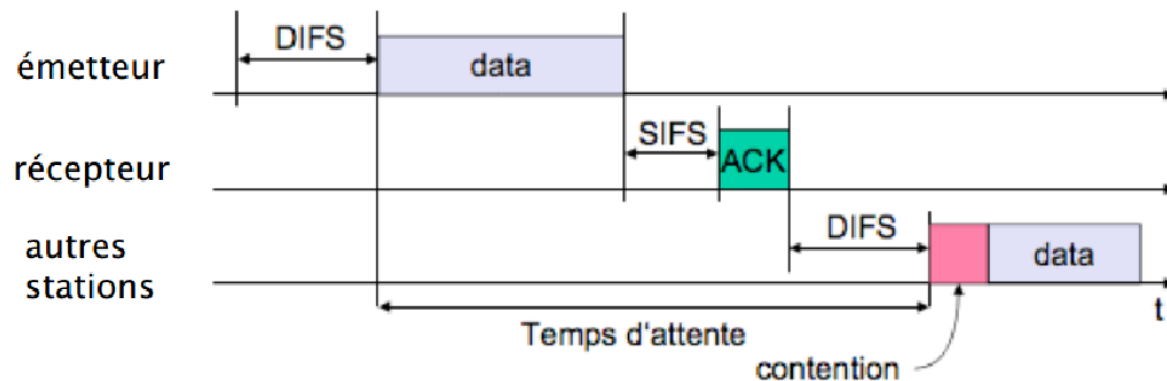 DIFS
émetteur
data
SIFS
récepteur
ACK
DIFS
autres
stations
data
t
Temps d'attente
contention